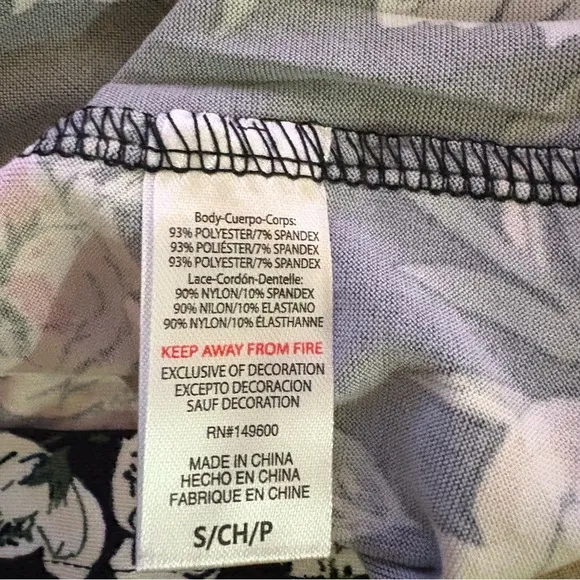 Body-Cuerpo-Corps:
93% POLYESTER/7% SPANDEX
93% POLIÉSTER/7% SPANDEX
93% POLYESTER/7% SPANDEX
Lace-Cordón-Dentelle:
90% NYLON/10% SPANDEX
90% NILON/10% ELASTANO
90% NYLON/10% ÉLASTHANNE
KEEP AWAY FROM FIRE
EXCLUSIVE OF DECORATION
EXCEPTO DECORACION
SAUF DECORATION
RN#149600
MADE IN CHINA
HECHO EN CHINA
FABRIQUE EN CHINE
S/CH/P